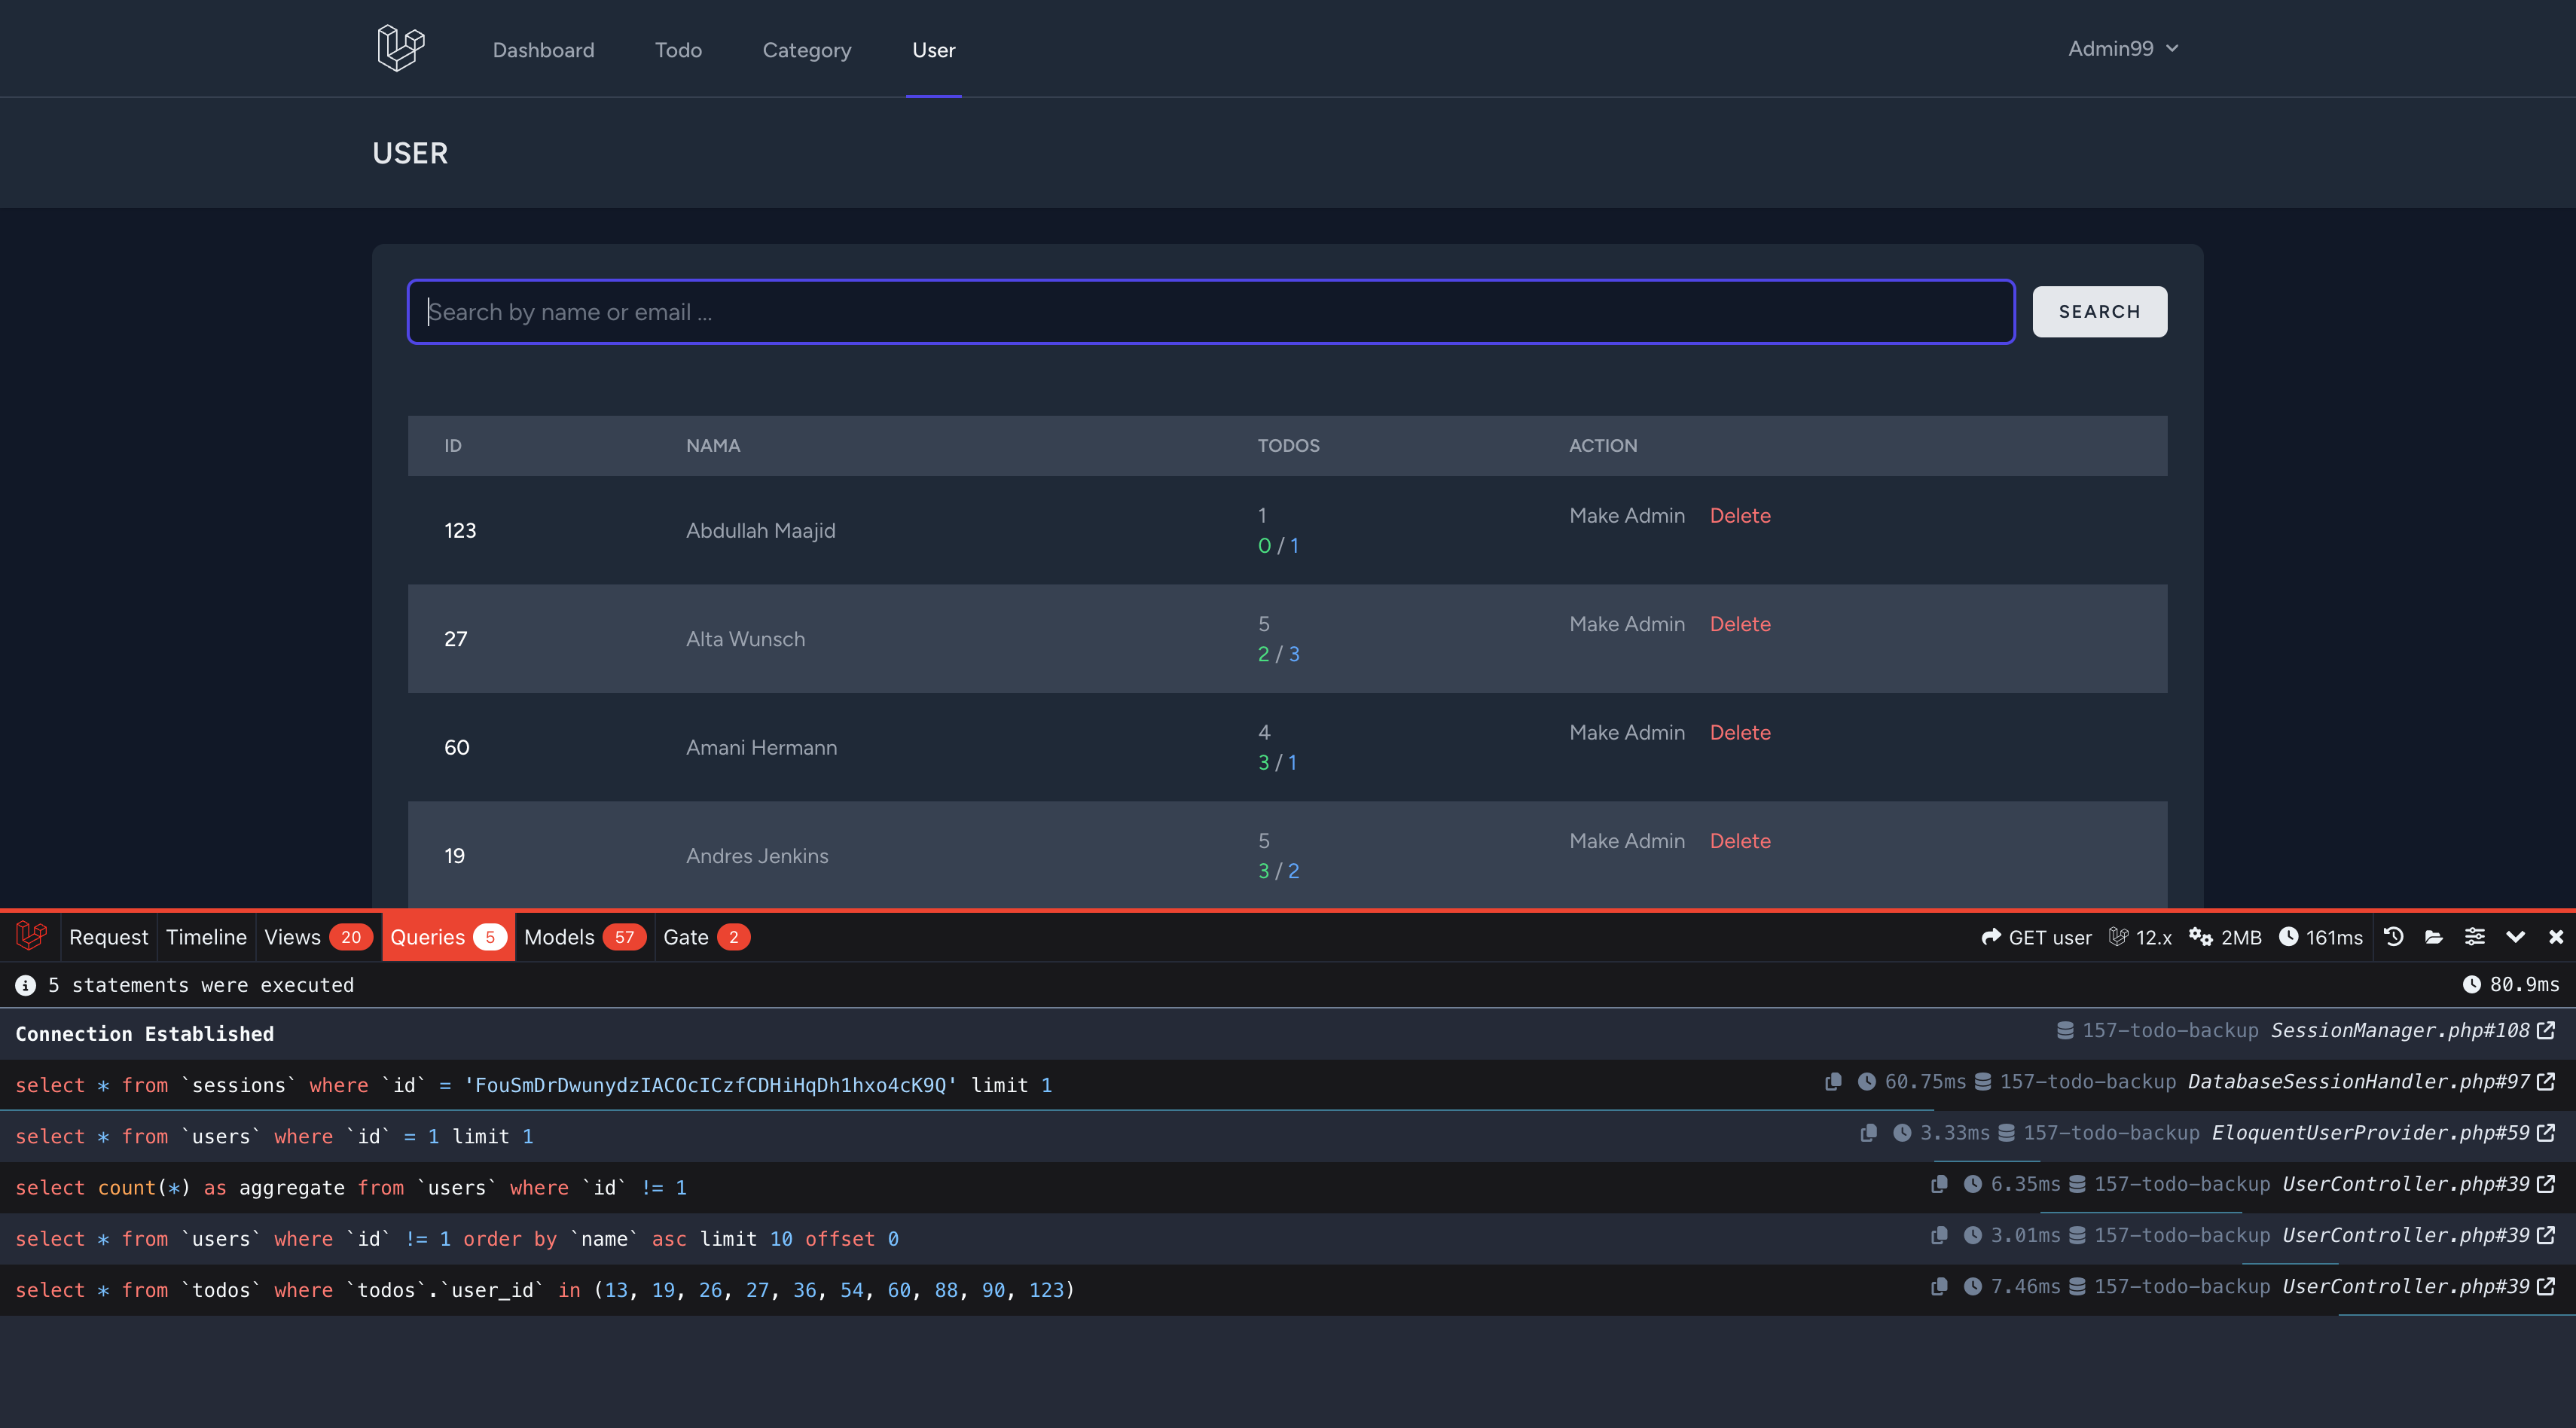 Dashboard Todo Category User Admin99
USER
Search by name or email ... SEARCH
ID NAMA TODOS ACTION
123 Abdullah Maajid 1 Make Admin Delete
0 / 1
27 Alta Wunsch 5 Make Admin Delete
2 / 3
60 Amani Hermann 4 Make Admin Delete
3 / 1
19 Andres Jenkins 5 Make Admin Delete
3 / 2
Request Timeline Views 20 Queries 5 Models 57 Gate 2 GET user 12.x 2MB 161ms
5 statements were executed 80.9ms
Connection Established 157-todo-backup SessionManager.php#108
select * from `sessions` where `id` = 'FouSmDrDwunydzIACOcICzfCDHiHqDh1hxo4cK9Q' limit 1 60.75ms 157-todo-backup DatabaseSessionHandler.php#97
select * from `users` where `id` = 1 limit 1 3.33ms 157-todo-backup EloquentUserProvider.php#59
select count(*) as aggregate from `users` where `id` != 1 6.35ms 157-todo-backup UserController.php#39
select * from `users` where `id` != 1 order by `name` asc limit 10 offset 0 3.01ms 157-todo-backup UserController.php#39
select * from `todos` where `todos`.`user_id` in (13, 19, 26, 27, 36, 54, 60, 88, 90, 123) 7.46ms 157-todo-backup UserController.php#39